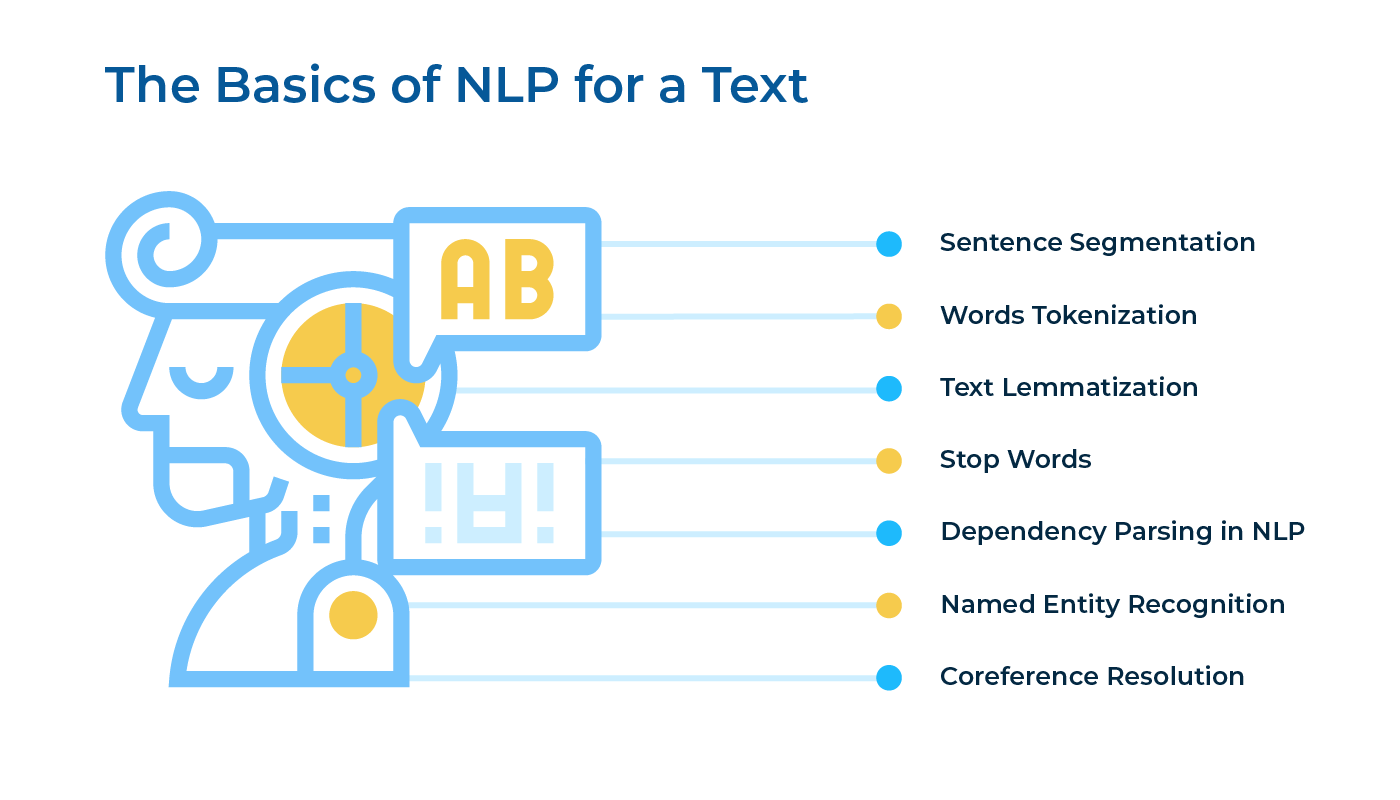 The Basics of NLP for a Text
AB
Sentence Segmentation
Words Tokenization
Text Lemmatization
Stop Words
Dependency Parsing in NLP
Named Entity Recognition
Coreference Resolution